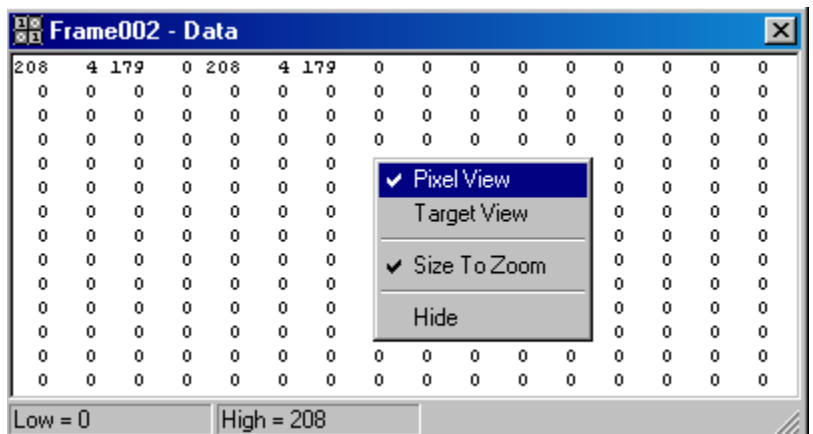 Frame002 - Data
208 4 179 0 208 4 179 0 0 0 0 0 0 0 0 0
0 0 0 0 0 0 0 0 0 0 0 0 0 0 0 0
0 0 0 0 0 0 0 0 0 0 0 0 0 0 0 0
0 0 0 0 0 0 0 0 0 0 0 0 0 0 0 0
0 0 0 0 0 0 0 0 0 0 0
0 0 0 0 0 0 0 0 0 0 0
0 0 0 0 0 0 0 0 0 0 0
0 0 0 0 0 0 0 0 0 0 0
0 0 0 0 0 0 0 0 0 0 0
0 0 0 0 0 0 0 0 0 0 0
0 0 0 0 0 0 0 0 0 0 0
0 0 0 0 0 0 0 0 0 0 0
0 0 0 0 0 0 0 0 0 0 0 0 0 0 0 0
0 0 0 0 0 0 0 0 0 0 0 0 0 0 0 0
Pixel View
Target View
Size To Zoom
Hide
Low = 0 High = 208